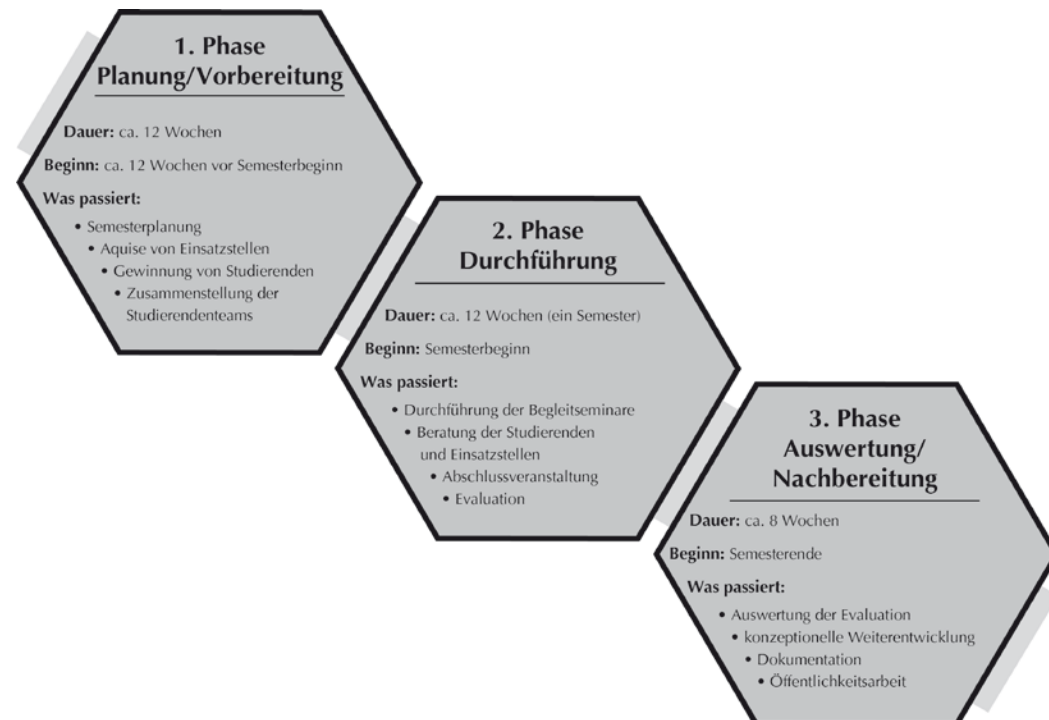 1. Phase
Planung/Vorbereitung
Dauer: ca. 12 Wochen
Beginn: ca. 12 Wochen vor Semesterbeginn
Was passiert:
• Semesterplanung
• Aquise von Einsatzstellen
• Gewinnung von Studierenden
• Zusammenstellung der
Studierendenteams
2. Phase
Durchführung
Dauer: ca. 12 Wochen (ein Semester)
Beginn: Semesterbeginn
Was passiert:
• Durchführung der Begleitseminare
• Beratung der Studierenden
und Einsatzstellen
• Abschlussveranstaltung
• Evaluation
3. Phase
Auswertung/
Nachbereitung
Dauer: ca. 8 Wochen
Beginn: Semesterende
Was passiert:
• Auswertung der Evaluation
• konzeptionelle Weiterentwicklung
• Dokumentation
• Öffentlichkeitsarbeit